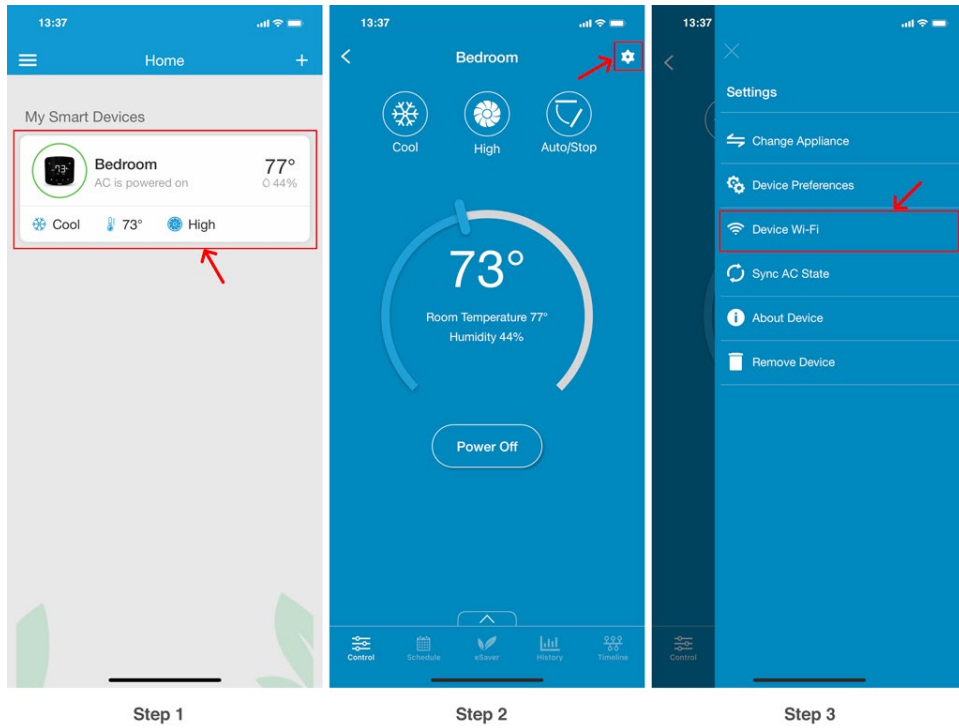 13:37
Home
My Smart Devices
-73-
Bedroom
AC is powered on
77°
44%
Cool
73°
High
Step 1
13:37
Bedroom
Cool
High
Auto/Stop
73°
Room Temperature 77°
Humidity 44%
Power Off
Control
Schedule
eSaver
History
Timeline
Step 2
13:37
Settings
Change Appliance
Device Preferences
Device Wi-Fi
Sync AC State
About Device
Remove Device
Control
Step 3